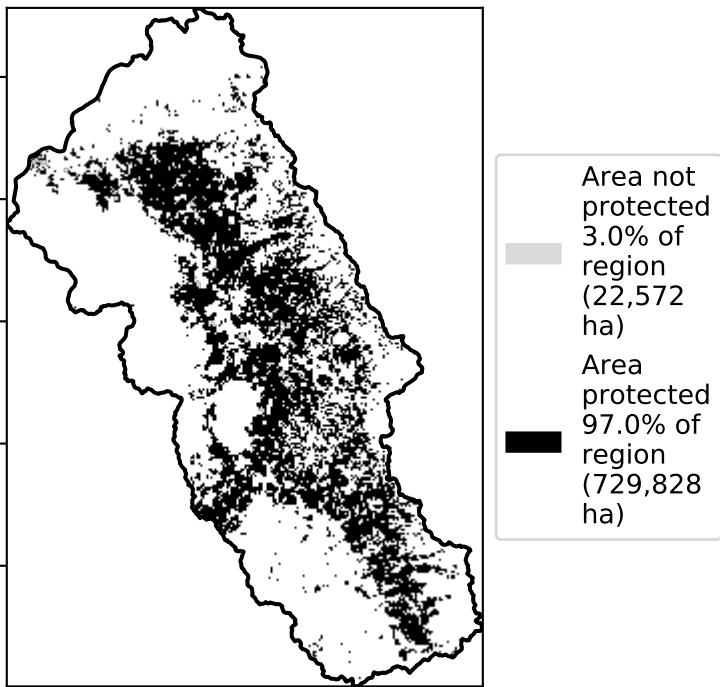 Area not
protected
3.0% of
region
(22,572
ha)
Area
protected
97.0% of
region
(729,828
ha)